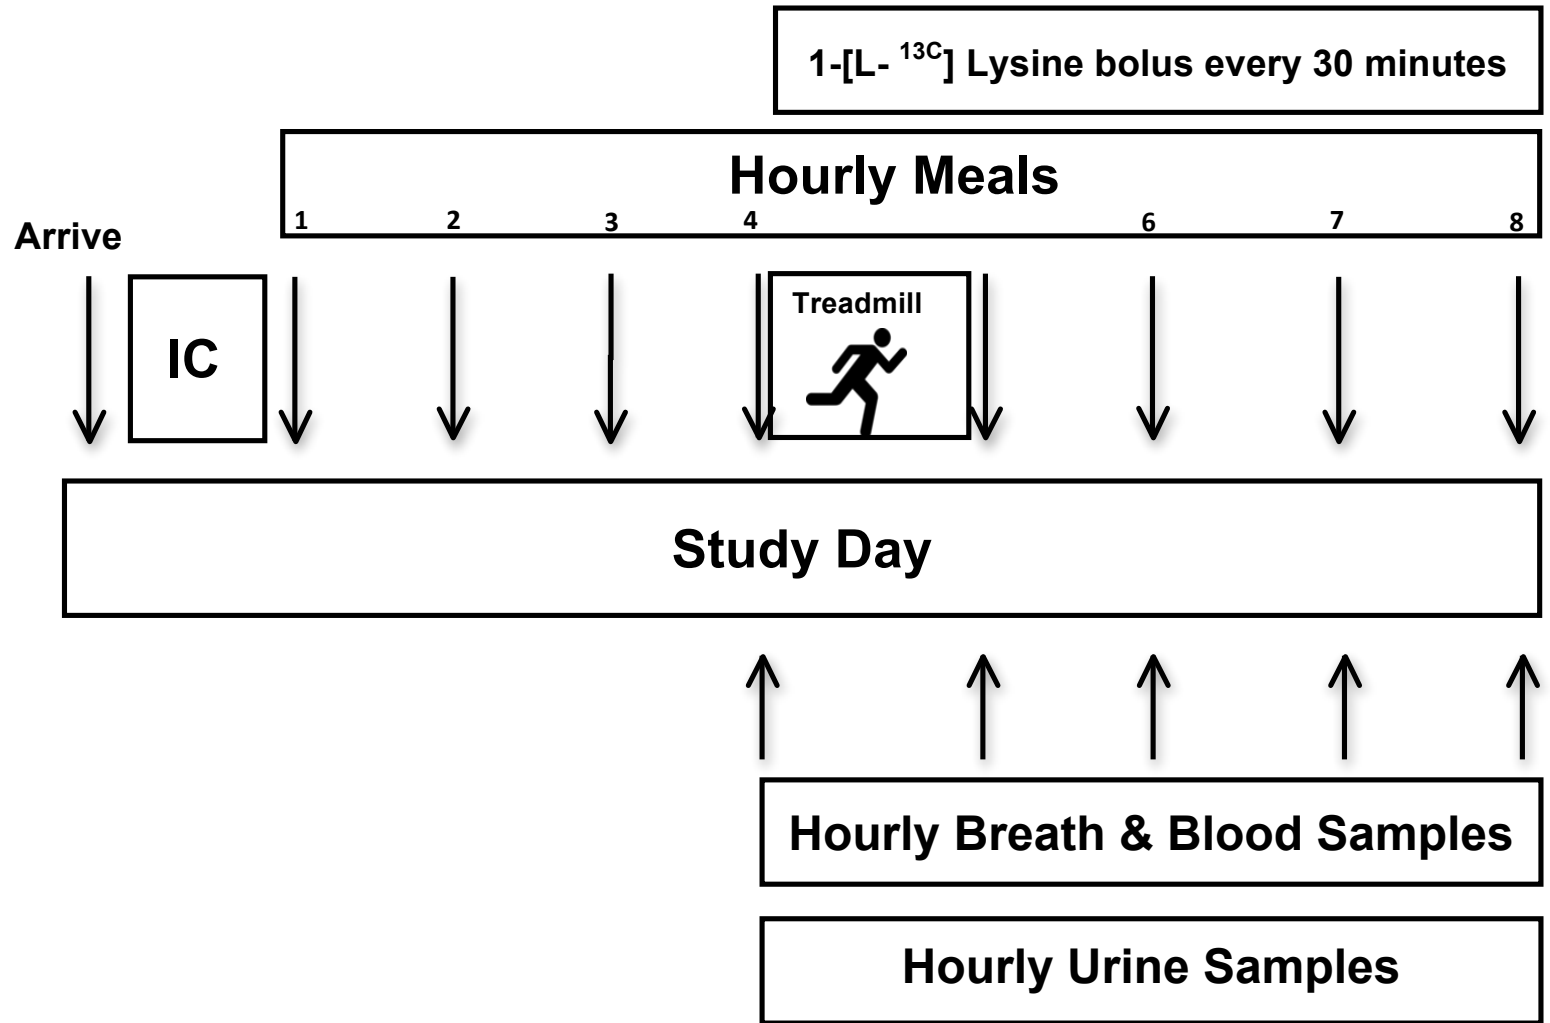 1-[L- 13C] Lysine bolus every 30 minutes
Hourly Meals
1 2 3 4 6 7 8
Arrive
IC
Treadmill
Study Day
Hourly Breath & Blood Samples
Hourly Urine Samples